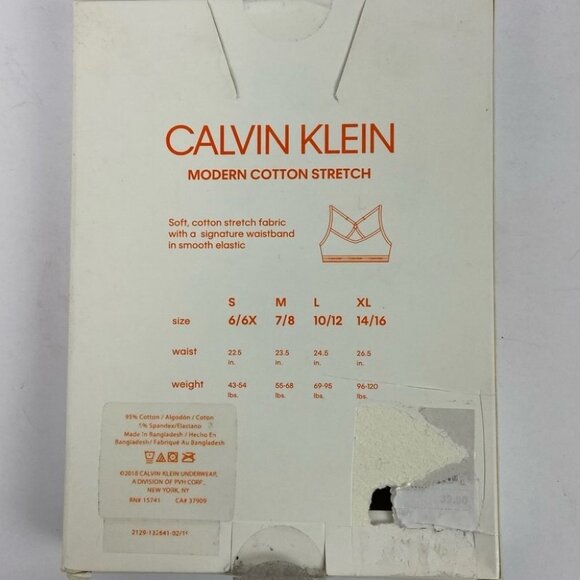 CALVIN KLEIN
MODERN COTTON STRETCH
Soft, cotton stretch fabric
with a signature waistband
in smooth elastic
S M L XL
size 6/6X 7/8 10/12 14/16
waist 22.5 23.5 24.5 26.5
in. in. in. in.
weight 43-54 55-68 69-95 96-120
lbs. lbs. lbs. lbs.
95% Cotton / Algodón / Coton
5% Spandex/Elastano
Made in Bangladesh / Hecho En
Bangladesh/ Fabriqué Au Bangladesh
©2018 CALVIN KLEIN UNDERWEAR,
A DIVISION OF PVH CORP.
NEW YORK, NY
RN# 15741 CA# 37909
2129-132641-02/11